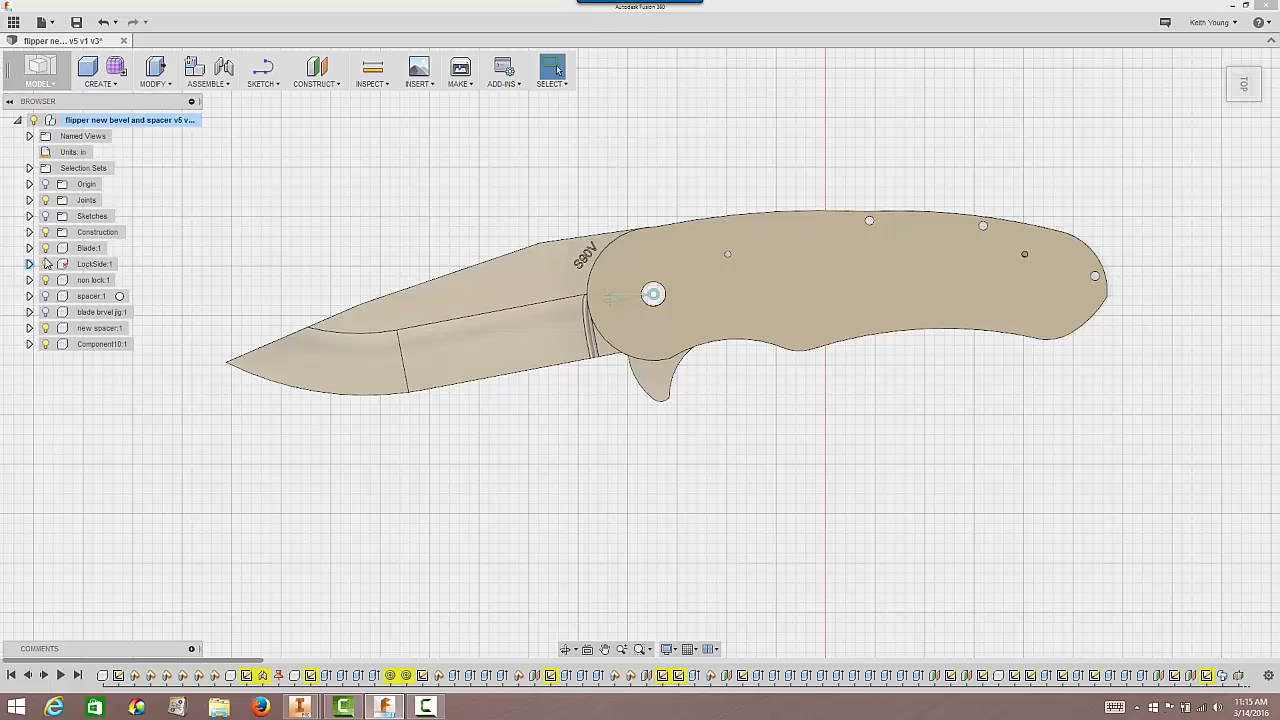 Autodesk Fusion 360
Keith Young
flipper ne... v5 v1 v3*
MODEL
CREATE
MODIFY
ASSEMBLE
SKETCH
CONSTRUCT
INSPECT
INSERT
MAKE
ADD-INS
SELECT
BROWSER
flipper new bevel and spacer v5 v...
Named Views
Units: in
Selection Sets
Origin
Joints
Sketches
Construction
Blade:1
LockSide:1
non lock:1
spacer:1
blade brvel jig:1
new spacer:1
Component10:1
S90V
COMMENTS
11:15 AM
3/14/2016